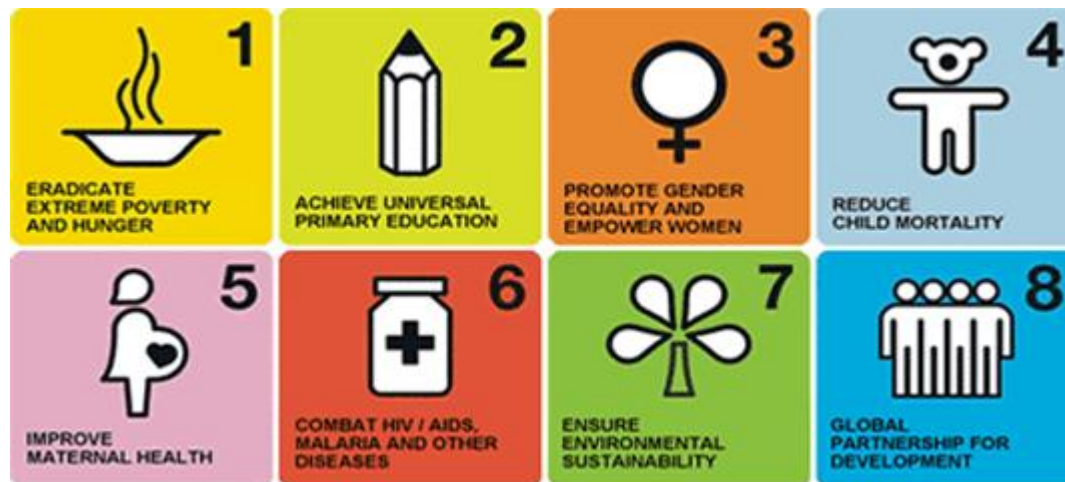 1
ERADICATE
EXTREME POVERTY
AND HUNGER
2
ACHIEVE UNIVERSAL
PRIMARY EDUCATION
3
PROMOTE GENDER
EQUALITY AND
EMPOWER WOMEN
4
REDUCE
CHILD MORTALITY
5
IMPROVE
MATERNAL HEALTH
6
COMBAT HIV / AIDS,
MALARIA AND OTHER
DISEASES
7
ENSURE
ENVIRONMENTAL
SUSTAINABILITY
8
GLOBAL
PARTNERSHIP FOR
DEVELOPMENT